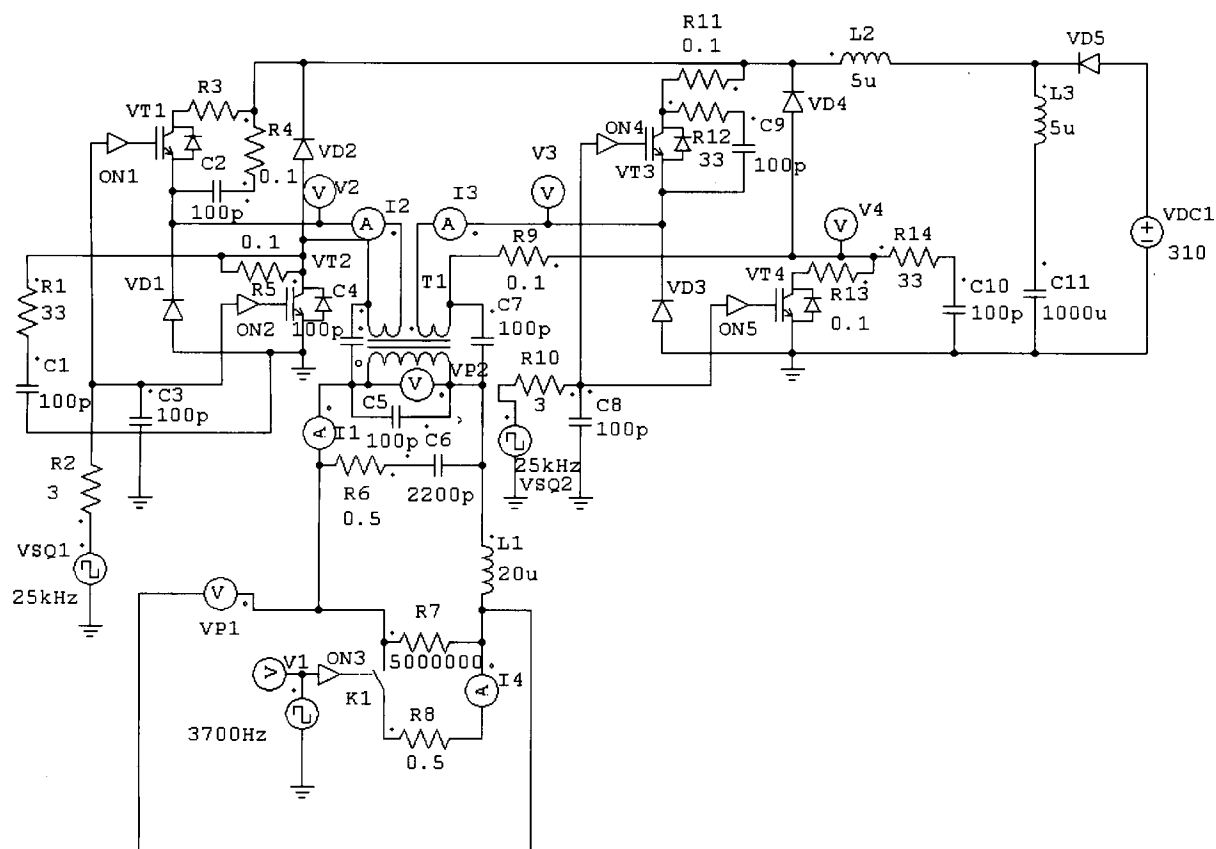 R11
0.1
L2
5u
VD5
R3
VT1
R4
0.1
VD2
ON4
VT3
R12
33
C9
100p
VD4
L3
5u
ON1
C2
100p
V2
I2
I3
V3
V4
VDC1
310
0.1
R5
VT2
R1
33
VD1
ON2
C4
100p
T1
R9
0.1
C7
100p
VD3
VT4
ON5
R13
0.1
R14
33
C10
100p
C11
1000u
C1
100p
C3
100p
VP2
C5
100p
R10
3
C8
100p
I1
C6
2200p
R6
0.5
25kHz
VSQ2
R2
3
VSQ1
25kHz
L1
20u
VP1
R7
5000000
V1
ON3
K1
I4
3700Hz
R8
0.5
V
V
V
V
V
V
V
A
A
A
A